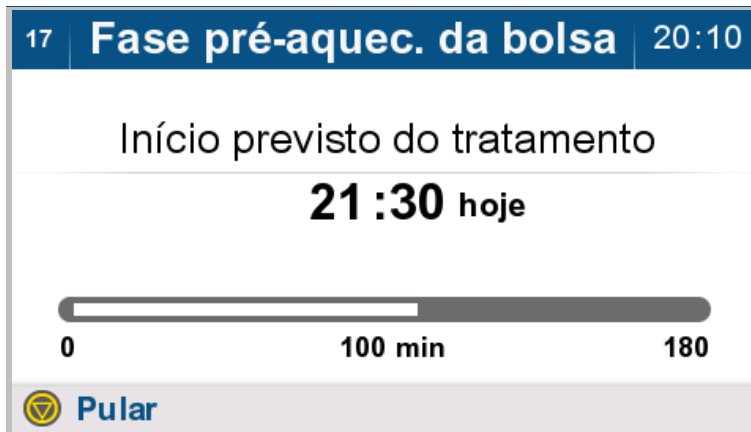 17 Fase pré-aquec. da bolsa 20:10
Início previsto do tratamento
21:30 hoje
0 100 min 180
Pular